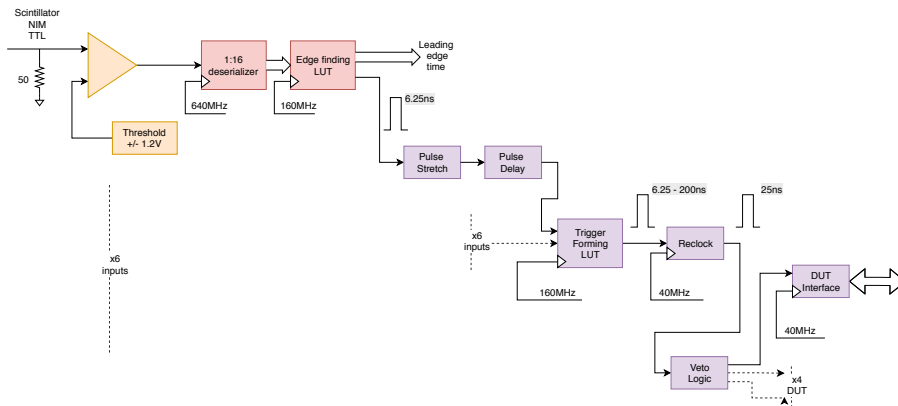 Scintillator
NIM
TTL
50
Threshold
+/- 1.2V
1:16
deserializer
640MHz
Edge finding
LUT
160MHz
Leading
edge
time
6.25ns
Pulse
Stretch
Pulse
Delay
x6
inputs
x6
inputs
Trigger
Forming
LUT
160MHz
6.25 - 200ns
Reclock
40MHz
25ns
DUT
Interface
40MHz
Veto
Logic
x4
DUT